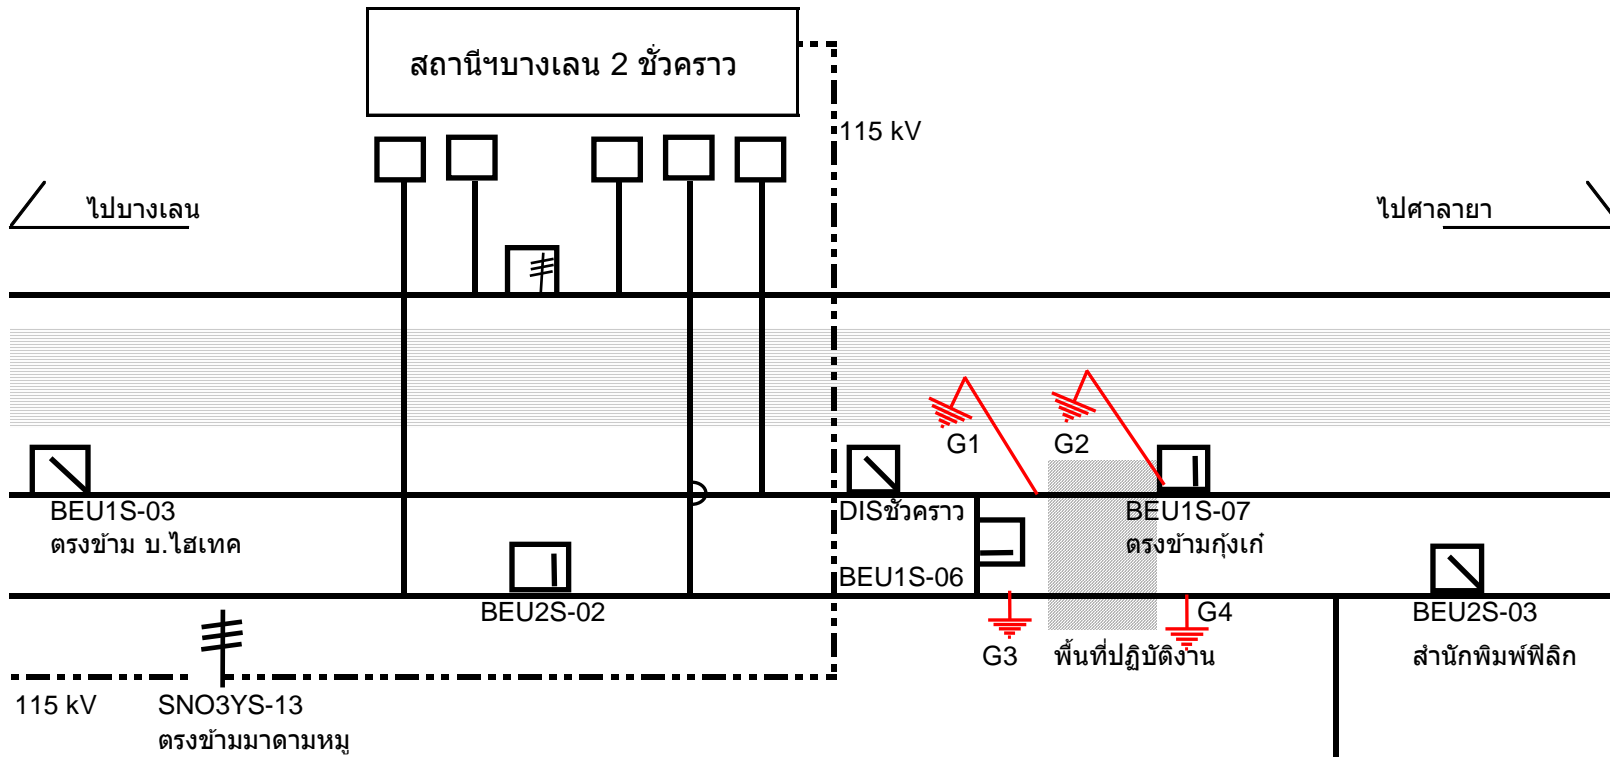 สถานีฯบางเลน 2 ชั่วคราว
115 kV
ไปบางเลน
ไปศาลายา
G1
G2
BEU1S-03
ตรงข้าม บ.ไฮเทค
DISชั่วคราว
BEU1S-07
ตรงข้ามกุ้งเก๋
BEU1S-06
BEU2S-02
G3
G4
พื้นที่ปฏิบัติงาน
BEU2S-03
สำนักพิมพ์ฟิลิก
115 kV
SNO3YS-13
ตรงข้ามมาดามหมู